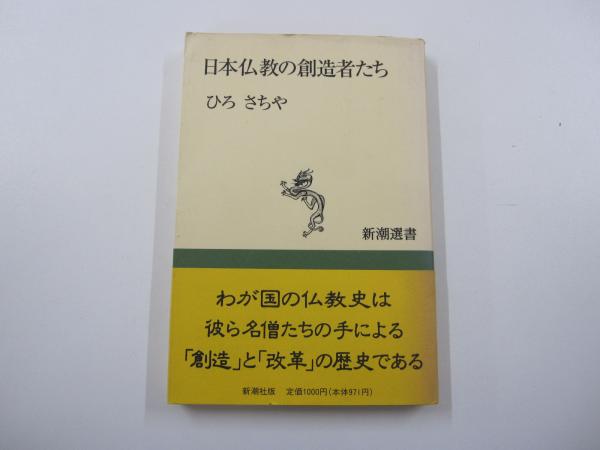 日本仏教の創造者たち
ひろ さちや
新潮選書
わが国の仏教史は
彼ら名僧たちの手による
「創造」と「改革」の歴史である
新潮社版 定価1000円(本体971円)